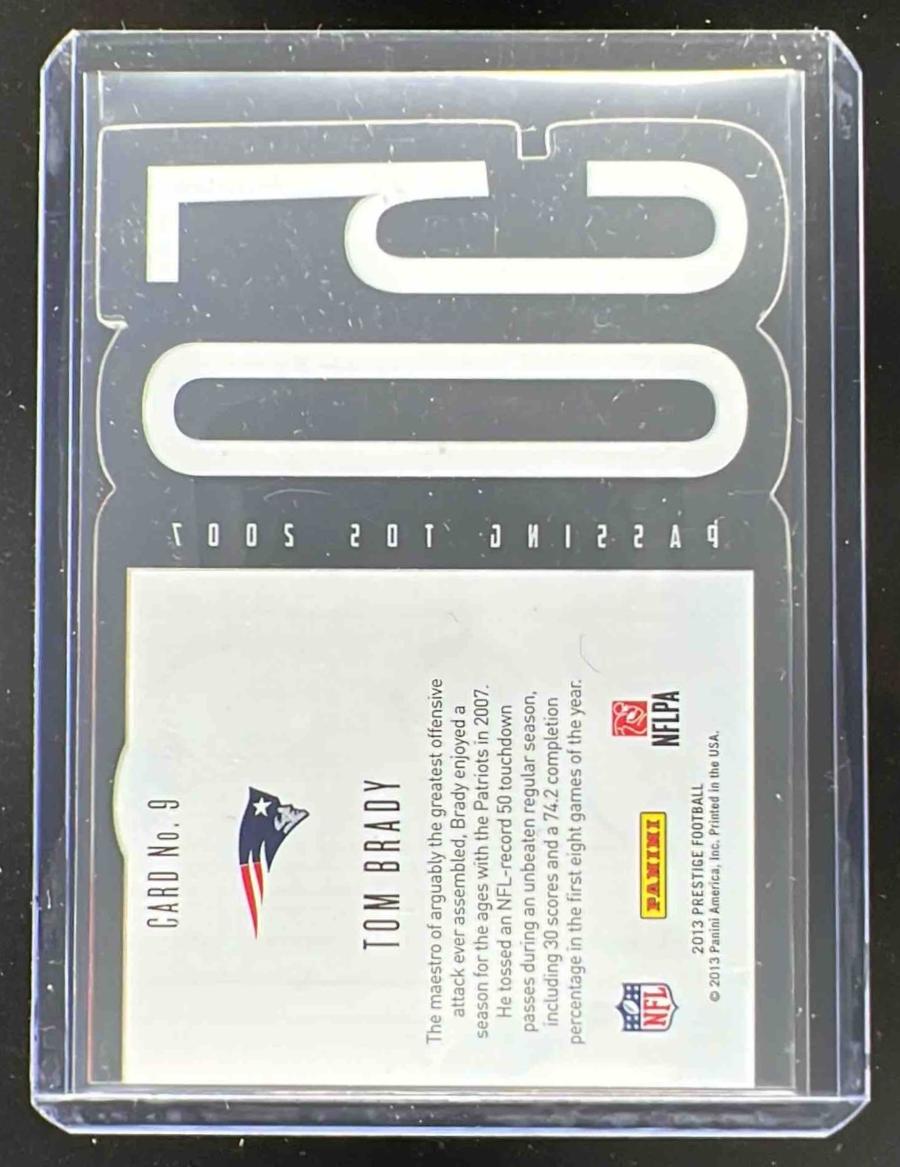 50
PASSING TDS 2007
CARD No. 9
TOM BRADY
The maestro of arguably the greatest offensive
attack ever assembled, Brady enjoyed a
season for the ages with the Patriots in 2007.
He tossed an NFL-record 50 touchdown
passes during an unbeaten regular season,
including 30 scores and a 74.2 completion
percentage in the first eight games of the year.
NFL
PANINI
NFLPA
2013 PRESTIGE FOOTBALL
© 2013 Panini America, Inc. Printed in the USA.